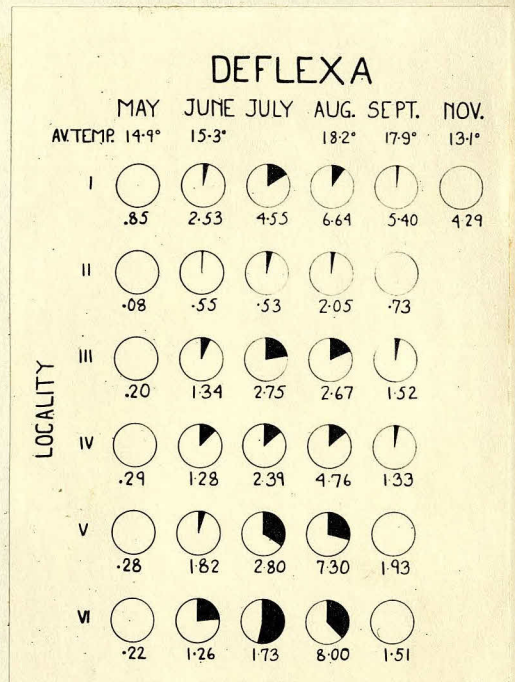 DEFLEXA
MAY JUNE JULY AUG. SEPT. NOV.
AV.TEMP. 14·9° 15·3° 18·2° 17·9° 13·1°
I
.85 2·53 4·55 6·64 5·40 4·29
II
.08 .55 .53 2·05 .73
III
.20 1·34 2·75 2·67 1·52
LOCALITY
IV
.29 1·28 2·39 4·76 1·33
V
.28 1·82 2·80 7·30 1·93
VI
.22 1·26 1·73 8·00 1·51